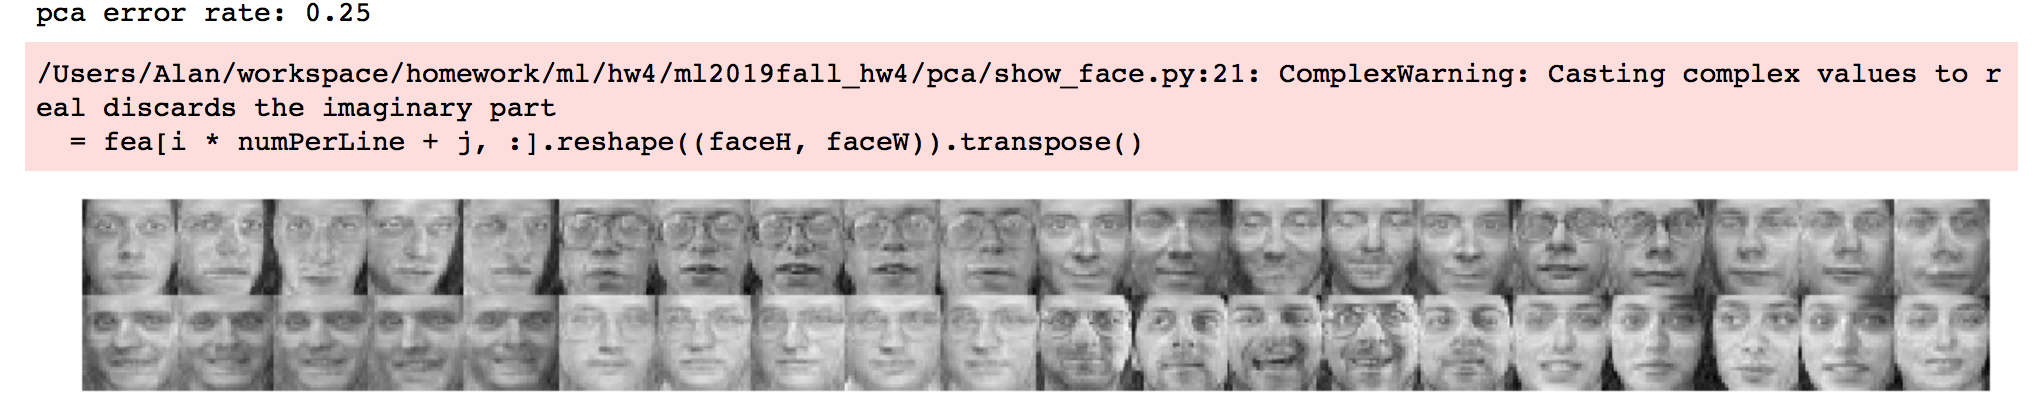 pca error rate: 0.25
/Users/Alan/workspace/homework/ml/hw4/ml2019fall_hw4/pca/show_face.py:21: ComplexWarning: Casting complex values to r
eal discards the imaginary part
  = fea[i * numPerLine + j, :].reshape((faceH, faceW)).transpose()